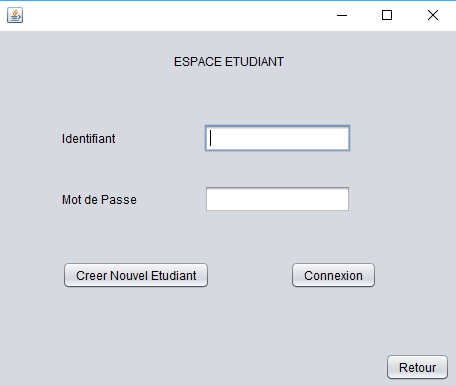 ESPACE ETUDIANT
Identifiant
Mot de Passe
Creer Nouvel Etudiant
Connexion
Retour